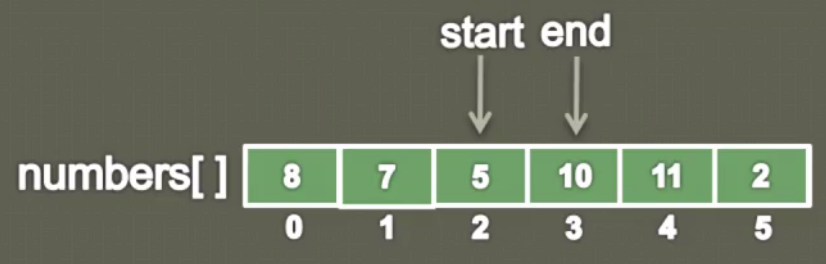 start end
numbers[ ] 8 7 5 10 11 2
0 1 2 3 4 5